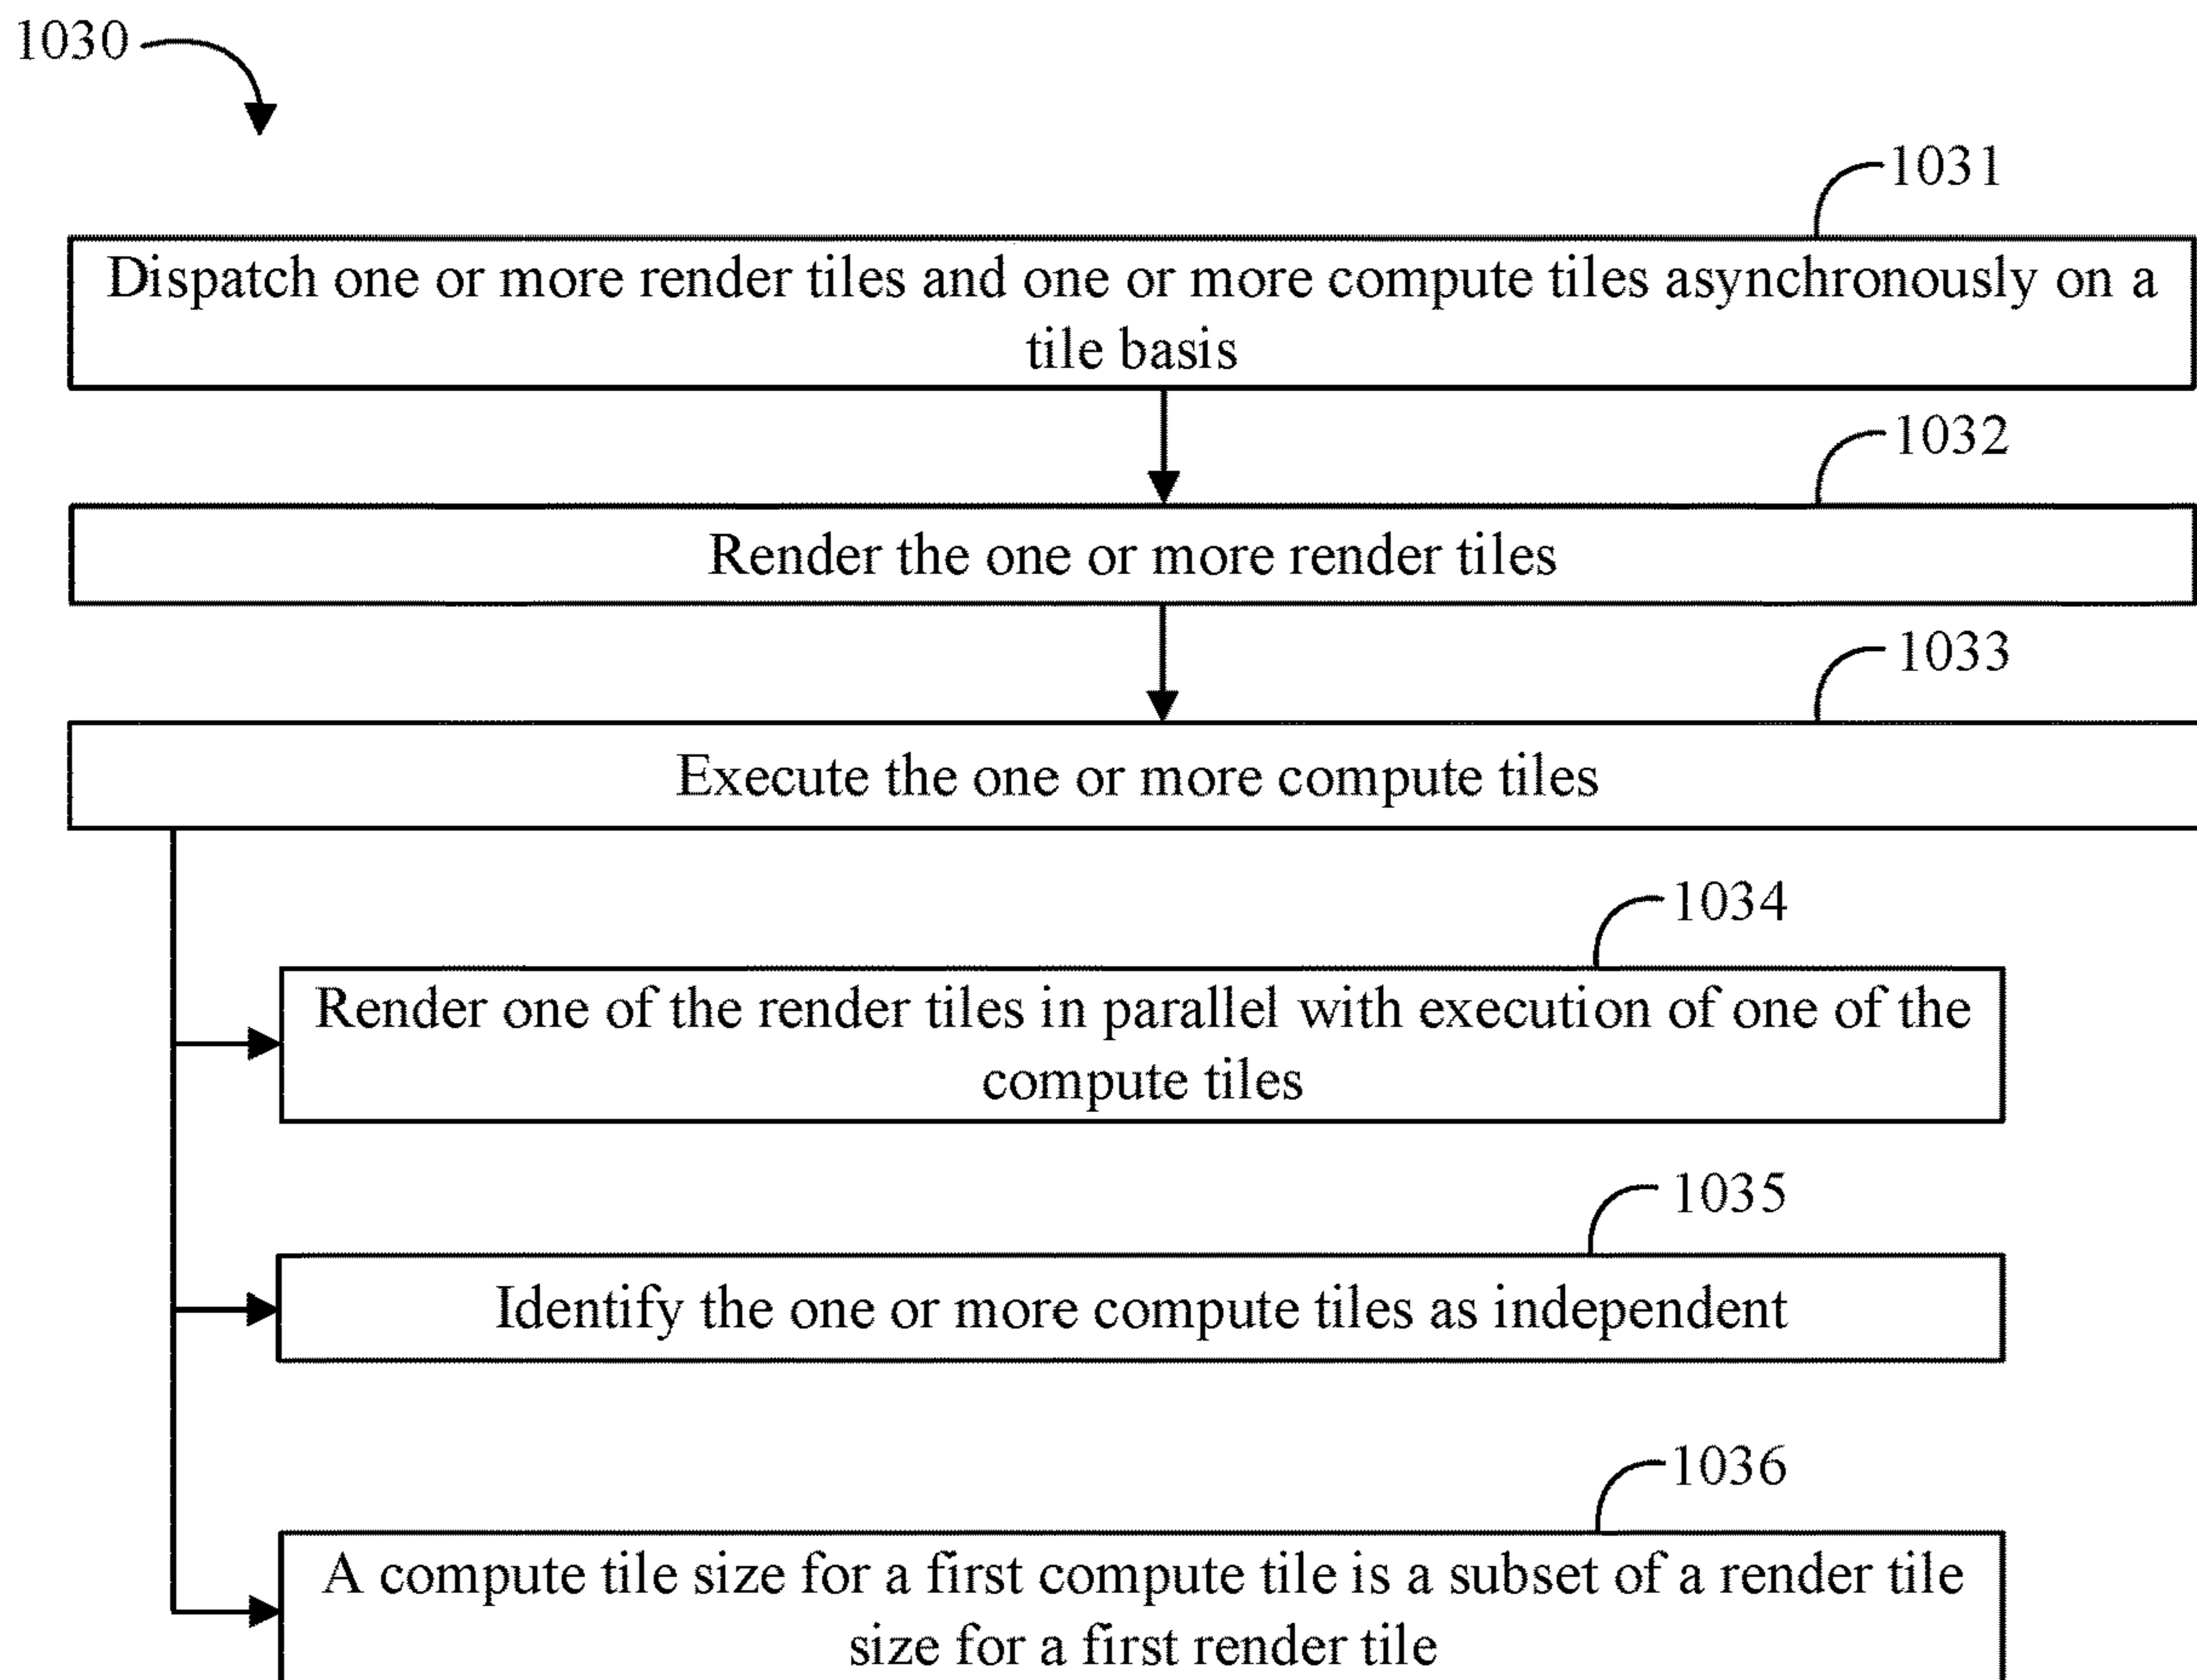 1030
1031
Dispatch one or more render tiles and one or more compute tiles asynchronously on a
tile basis
1032
Render the one or more render tiles
1033
Execute the one or more compute tiles
1034
Render one of the render tiles in parallel with execution of one of the
compute tiles
1035
Identify the one or more compute tiles as independent
1036
A compute tile size for a first compute tile is a subset of a render tile
size for a first render tile